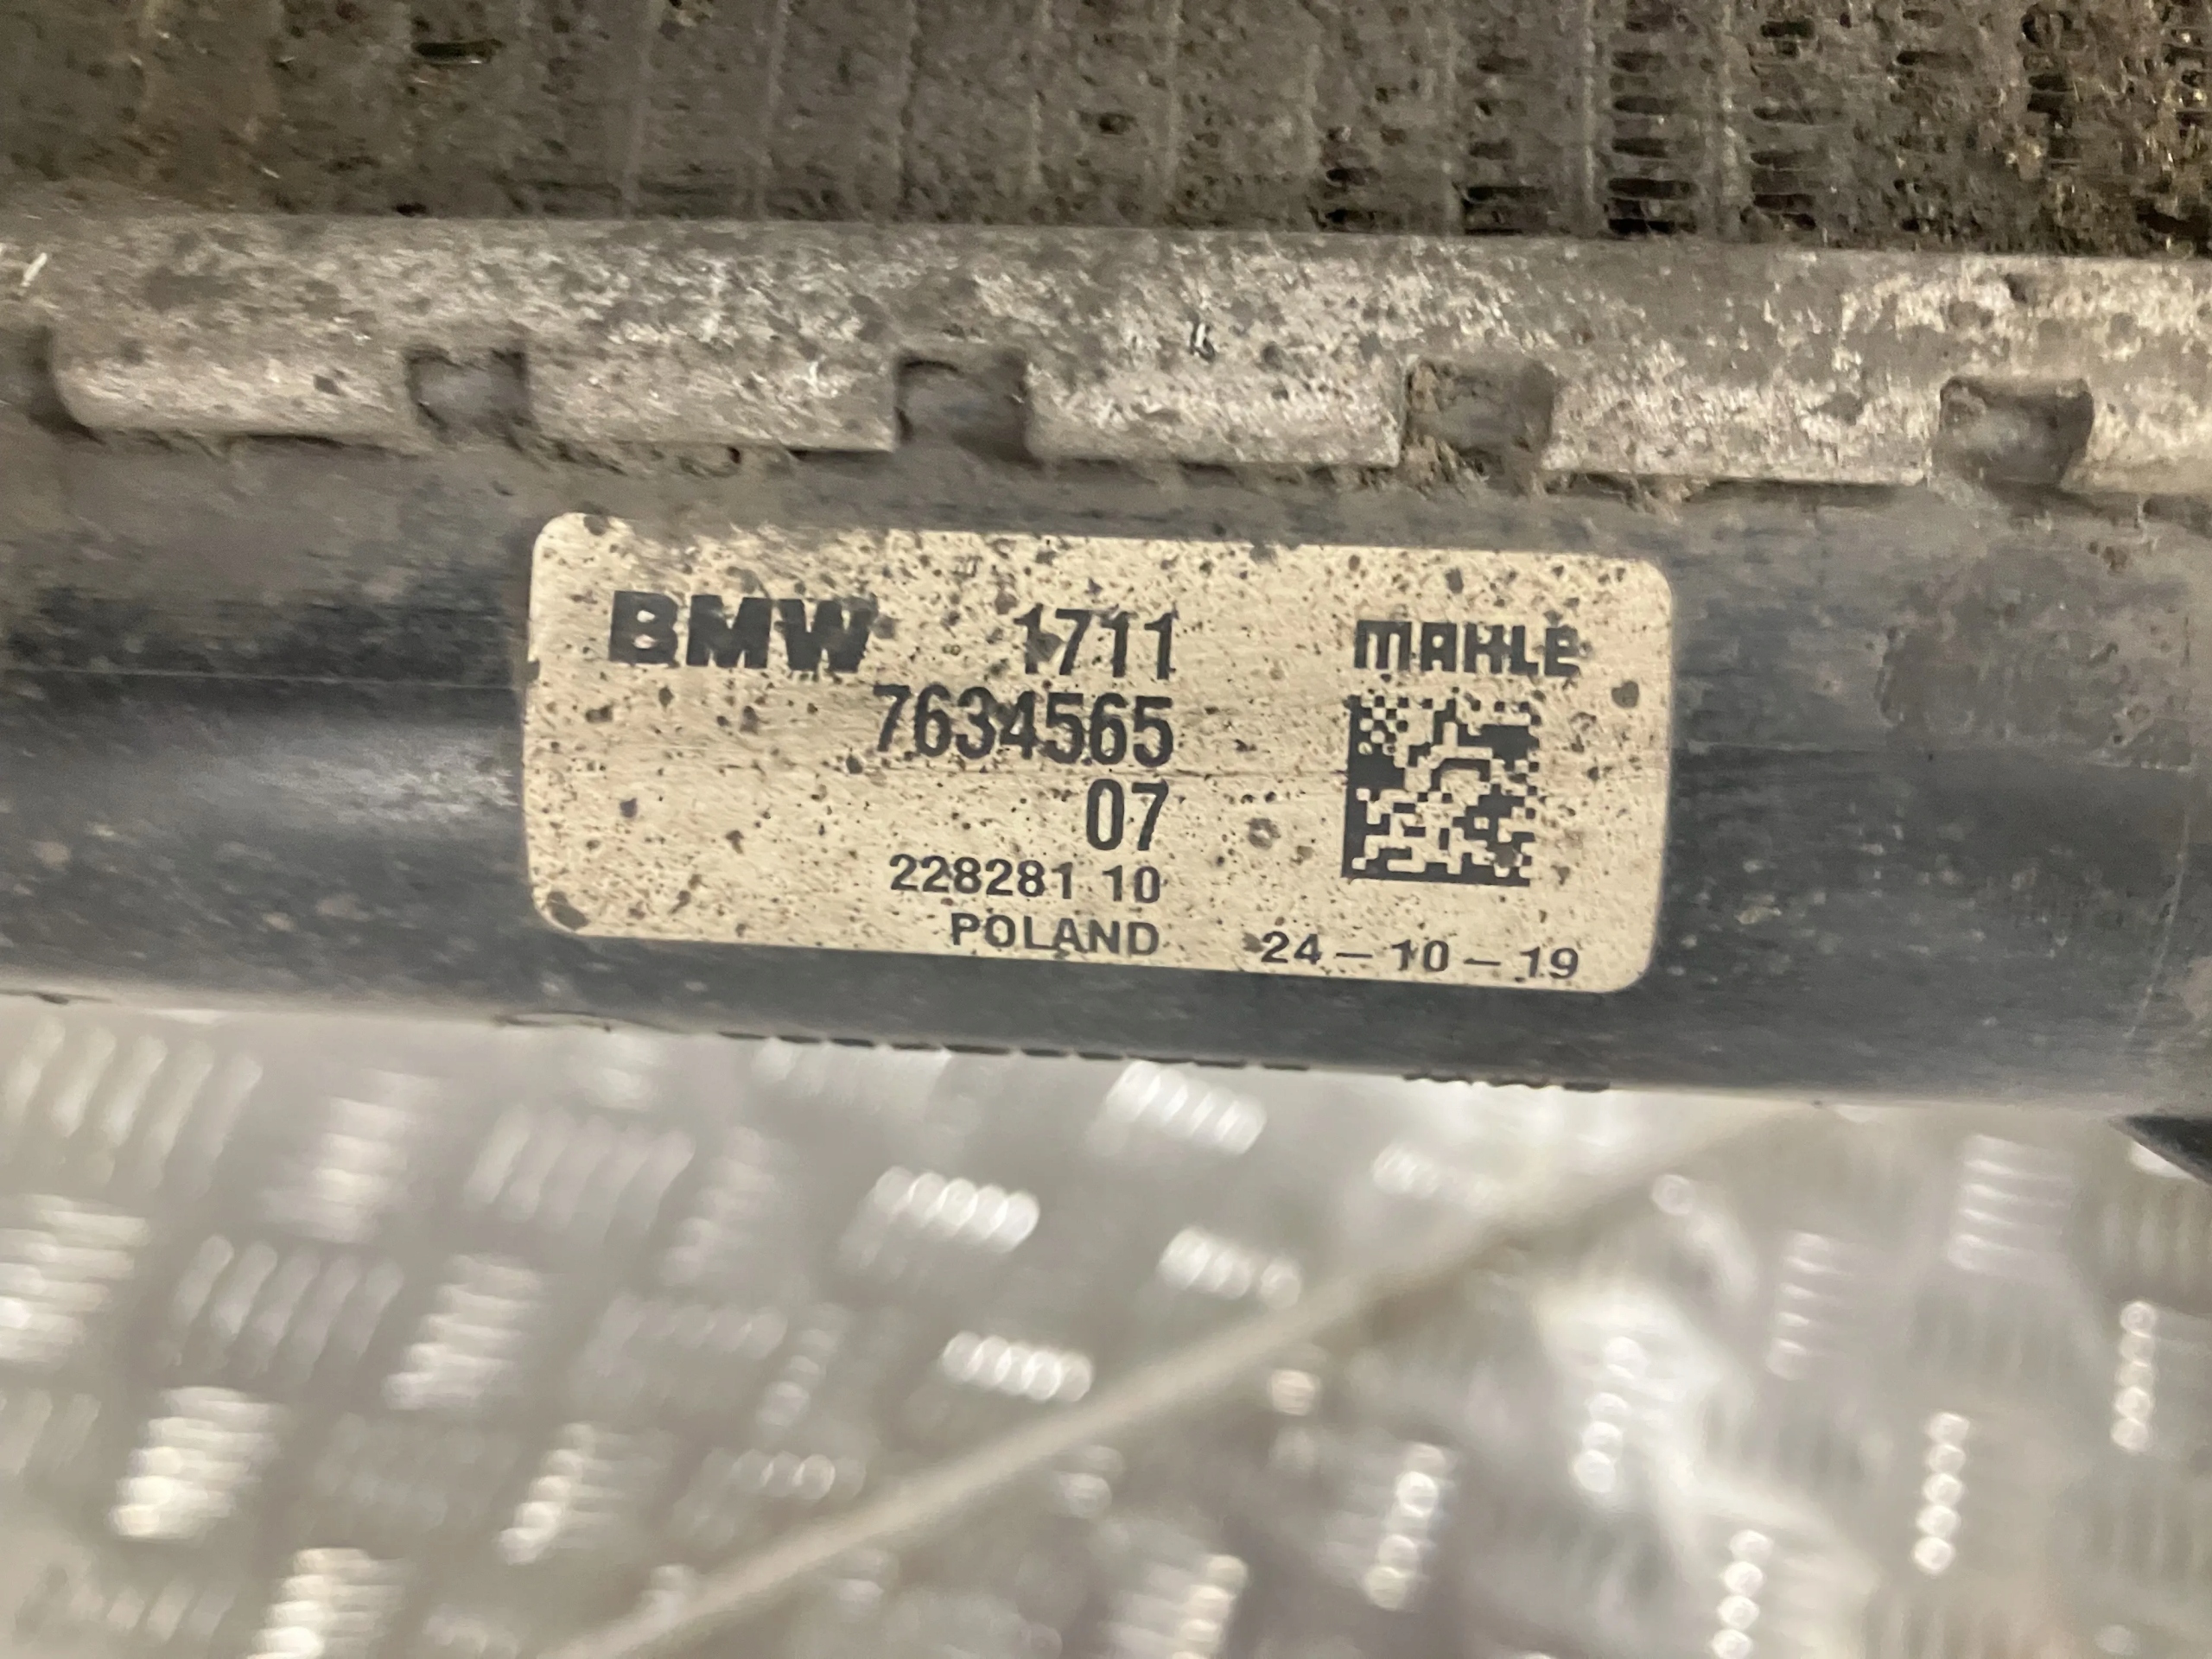 BMW 1711 MAHLE
7634565
07
228281 10
POLAND 24-10-19